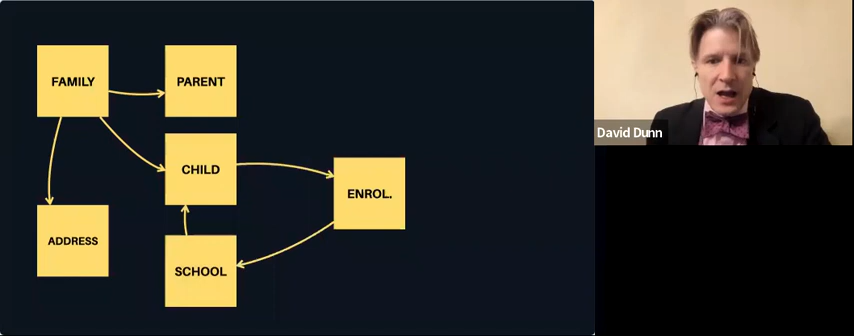 FAMILY
PARENT
CHILD
ENROL.
ADDRESS
SCHOOL
David Dunn